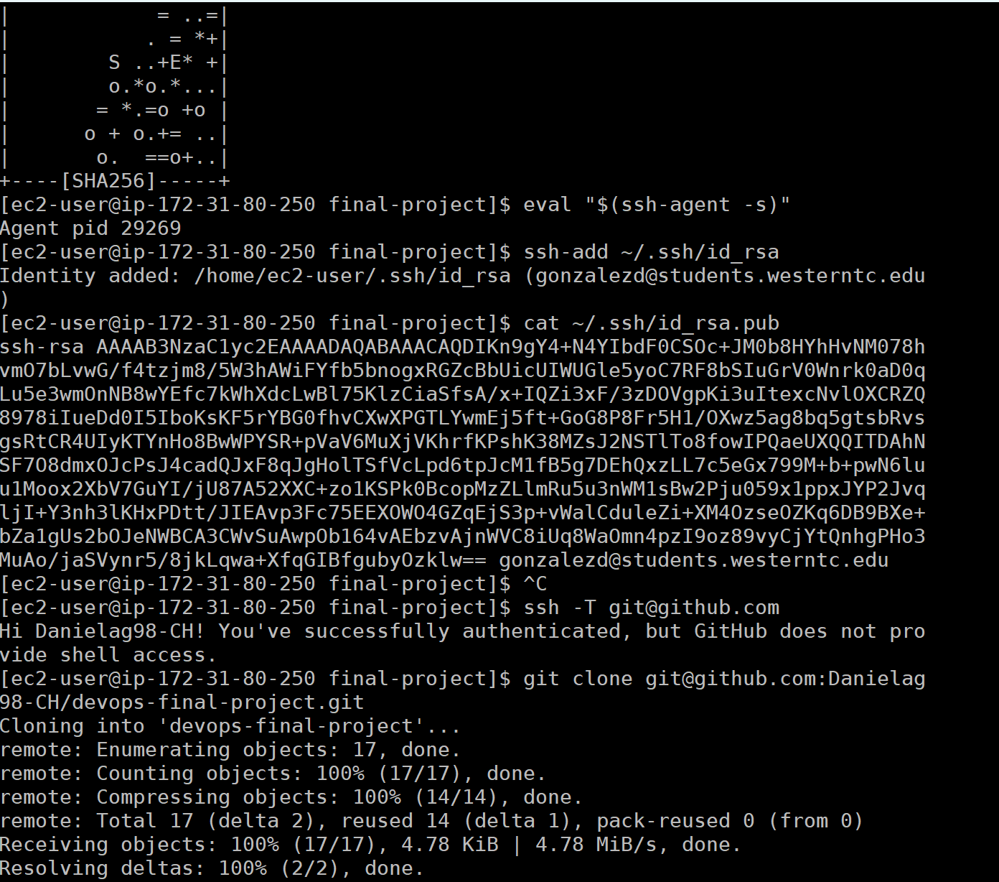 |            = ..=|
|           . = *+|
|        S ..+E* +|
|        o.*o.*...|
|       = *.=o +o |
|      o + o.+= ..|
|       o.  ==o+..|
+----[SHA256]-----+
[ec2-user@ip-172-31-80-250 final-project]$ eval "$(ssh-agent -s)"
Agent pid 29269
[ec2-user@ip-172-31-80-250 final-project]$ ssh-add ~/.ssh/id_rsa
Identity added: /home/ec2-user/.ssh/id_rsa (gonzalezd@students.westerntc.edu
)
[ec2-user@ip-172-31-80-250 final-project]$ cat ~/.ssh/id_rsa.pub
ssh-rsa AAAAB3NzaC1yc2EAAAADAQABAAACAQDIKn9gY4+N4YIbdF0CSOc+JM0b8HYhHvNM078h
vmO7bLvwG/f4tzjm8/5W3hAWiFYfb5bnogxRGZcBbUicUIWUGle5yoC7RF8bSIuGrV0Wnrk0aD0q
Lu5e3wmOnNB8wYEfc7kWhXdcLwBl75KlzCiaSfsA/x+IQZi3xF/3zDOVgpKi3uItexcNvlOXCRZQ
8978iIueDd0I5IboKsKF5rYBG0fhvCXwXPGTLYwmEj5ft+GoG8P8Fr5H1/OXwz5ag8bq5gtsbRvs
gsRtCR4UIyKTYnHo8BwWPYSR+pVaV6MuXjVKhrfKPshK38MZsJ2NSTlTo8fowIPQaeUXQQITDAhN
SF7O8dmxOJcPsJ4cadQJxF8qJgHolTSfVcLpd6tpJcM1fB5g7DEhQxzLL7c5eGx799M+b+pwN6lu
u1Moox2XbV7GuYI/jU87A52XXC+zo1KSPk0BcopMzZLlmRu5u3nWM1sBw2Pju059x1ppxJYP2Jvq
ljI+Y3nh3lKHxPDtt/JIEAvp3Fc75EEXOWO4GZqEjS3p+vWalCduleZi+XM4OzseOZKq6DB9BXe+
bZa1gUs2bOJeNWBCA3CWvSuAwpOb164vAEbzvAjnWVC8iUq8WaOmn4pzI9oz89vyCjYtQnhgPHo3
MuAo/jaSVynr5/8jkLqwa+XfqGIBfgubyOzklw== gonzalezd@students.westerntc.edu
[ec2-user@ip-172-31-80-250 final-project]$ ^C
[ec2-user@ip-172-31-80-250 final-project]$ ssh -T git@github.com
Hi Danielag98-CH! You've successfully authenticated, but GitHub does not pro
vide shell access.
[ec2-user@ip-172-31-80-250 final-project]$ git clone git@github.com:Danielag
98-CH/devops-final-project.git
Cloning into 'devops-final-project'...
remote: Enumerating objects: 17, done.
remote: Counting objects: 100% (17/17), done.
remote: Compressing objects: 100% (14/14), done.
remote: Total 17 (delta 2), reused 14 (delta 1), pack-reused 0 (from 0)
Receiving objects: 100% (17/17), 4.78 KiB | 4.78 MiB/s, done.
Resolving deltas: 100% (2/2), done.